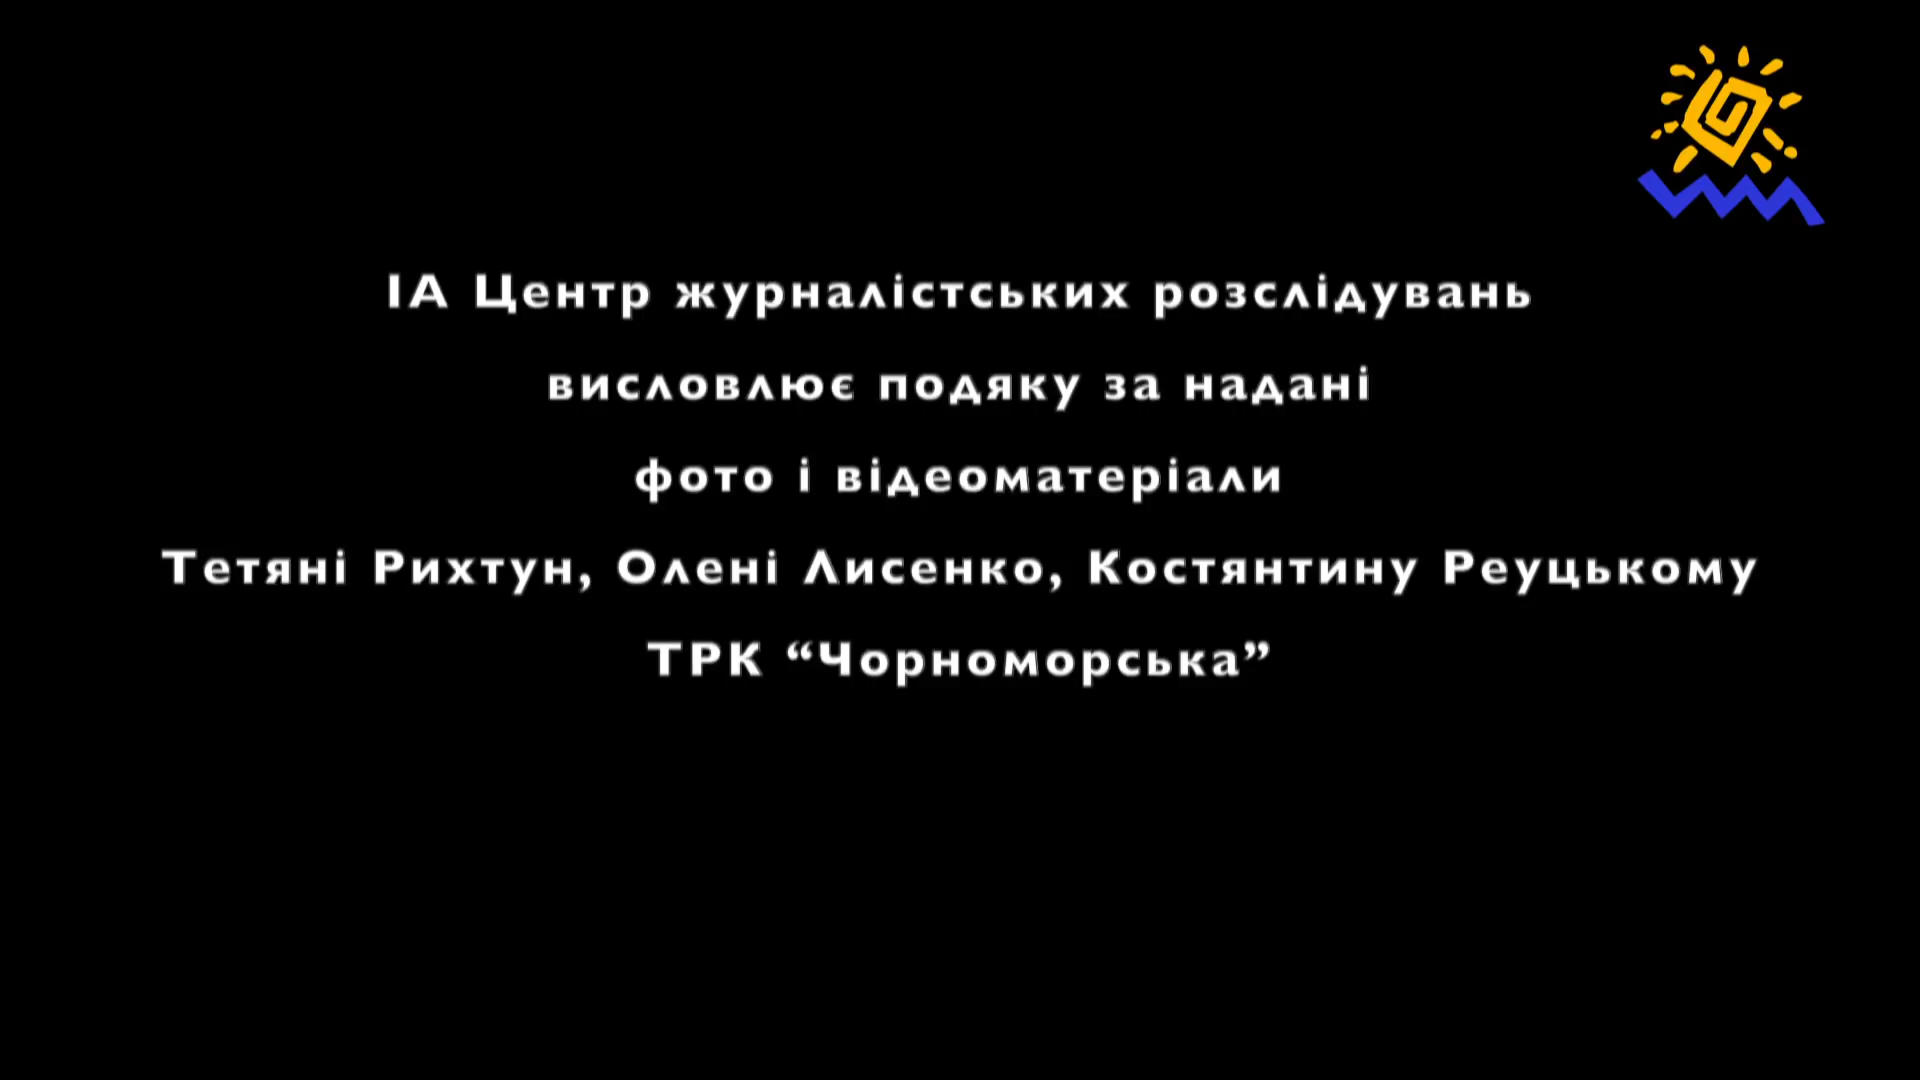 ІА Центр журналістських розслідувань
висловлює подяку за надані
фото і відеоматеріали
Тетяні Рихтун, Олені Лисенко, Костянтину Реуцькому
ТРК “Чорноморська”